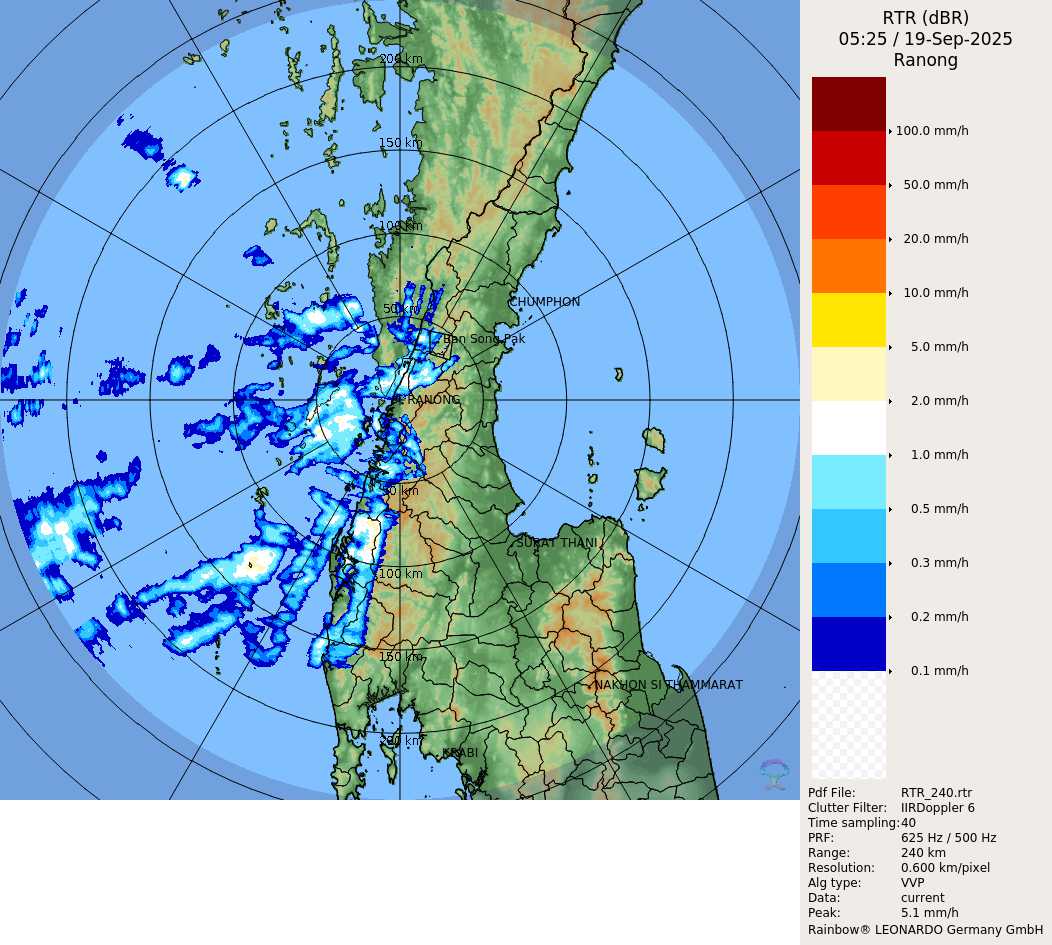 RTR (dBR)
05:25 / 19-Sep-2025
Ranong
200 km
150 km
100 km
50 km
CHUMPHON
Ban Song Pak
RANONG
50 km
SURAT THANI
100 km
150 km
NAKHON SI THAMMARAT
200 km
KRABI
100.0 mm/h
50.0 mm/h
20.0 mm/h
10.0 mm/h
5.0 mm/h
2.0 mm/h
1.0 mm/h
0.5 mm/h
0.3 mm/h
0.2 mm/h
0.1 mm/h
Pdf File: RTR_240.rtr
Clutter Filter: IIRDoppler 6
Time sampling:40
PRF: 625 Hz / 500 Hz
Range: 240 km
Resolution: 0.600 km/pixel
Alg type: VVP
Data: current
Peak: 5.1 mm/h
Rainbow® LEONARDO Germany GmbH